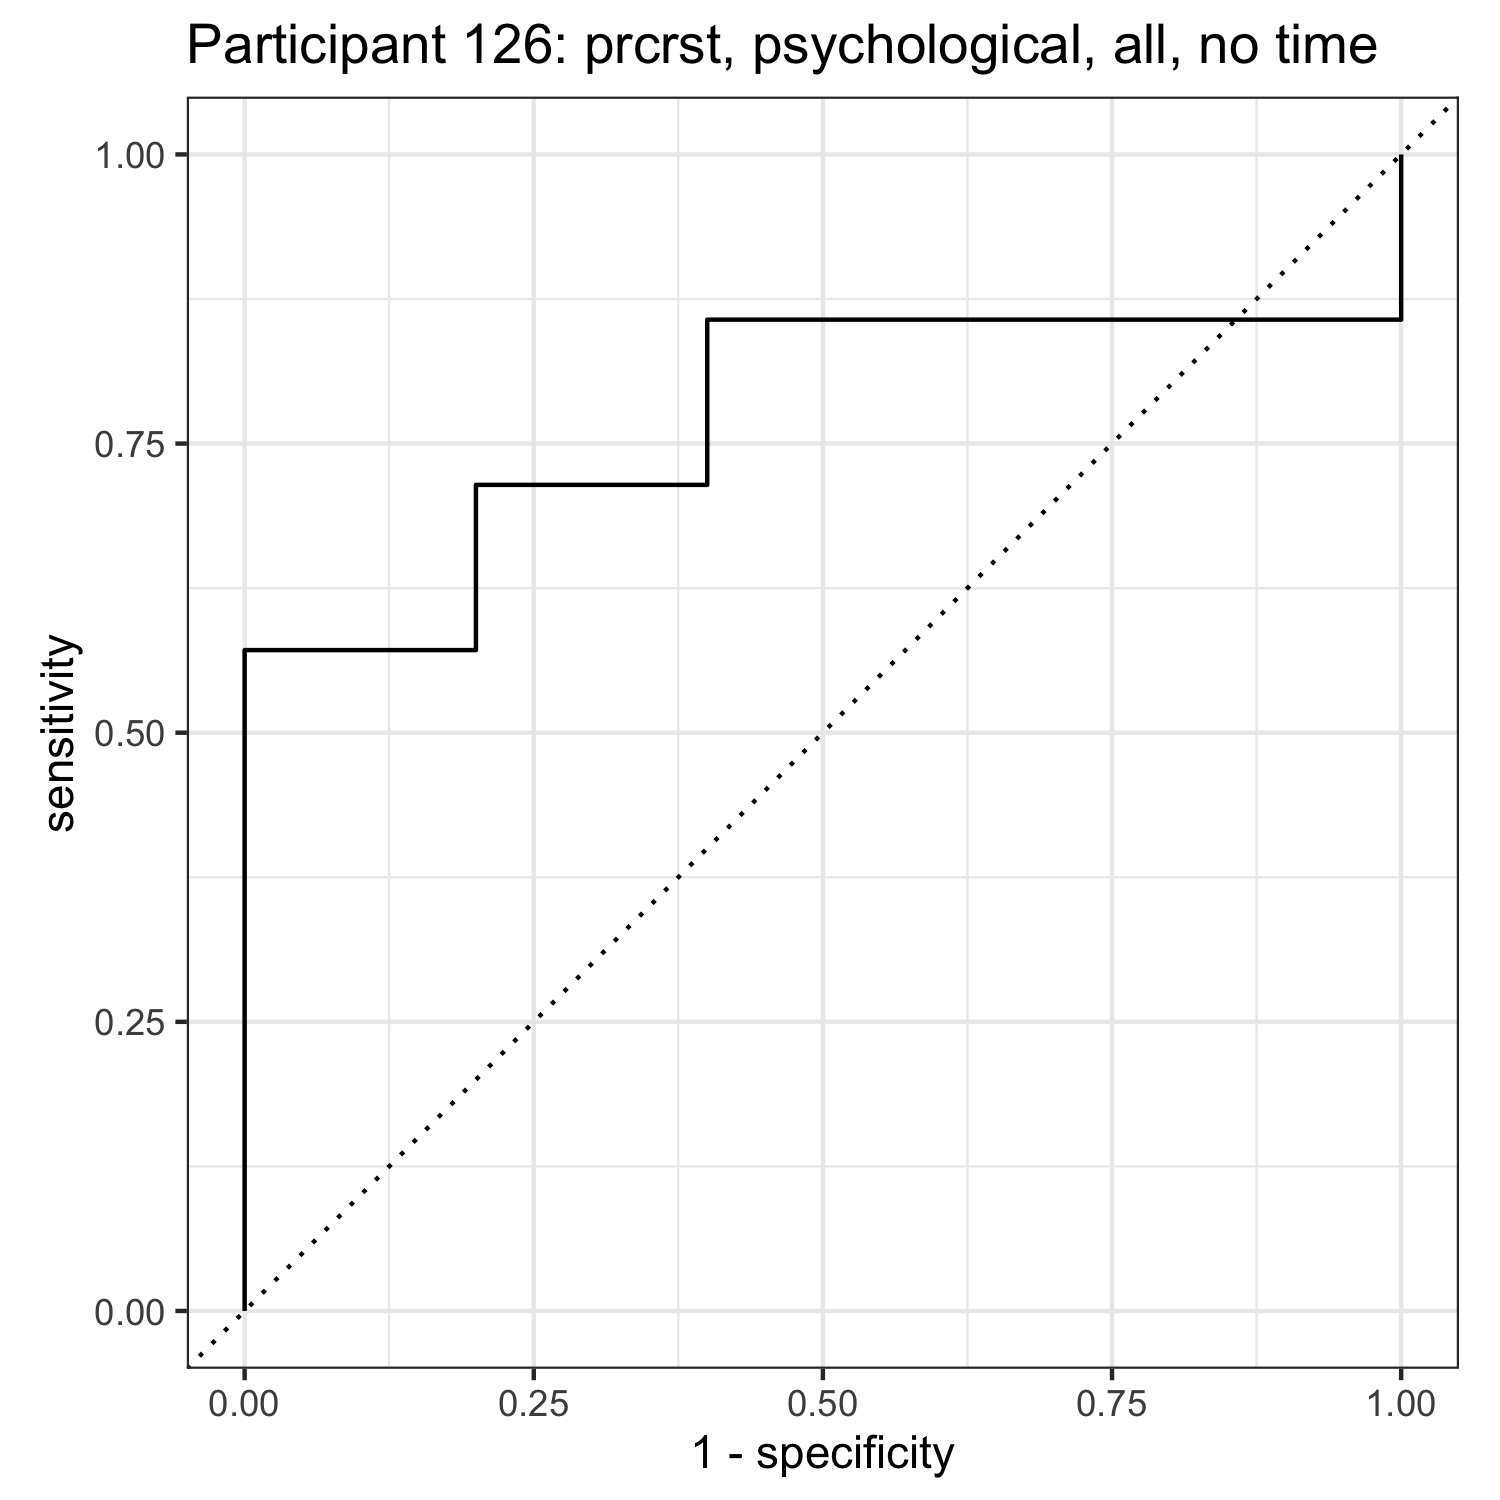 Participant 126: prcrst, psychological, all, no time
1.00
0.75
0.50
0.25
0.00
sensitivity
0.00 0.25 0.50 0.75 1.00
1 - specificity